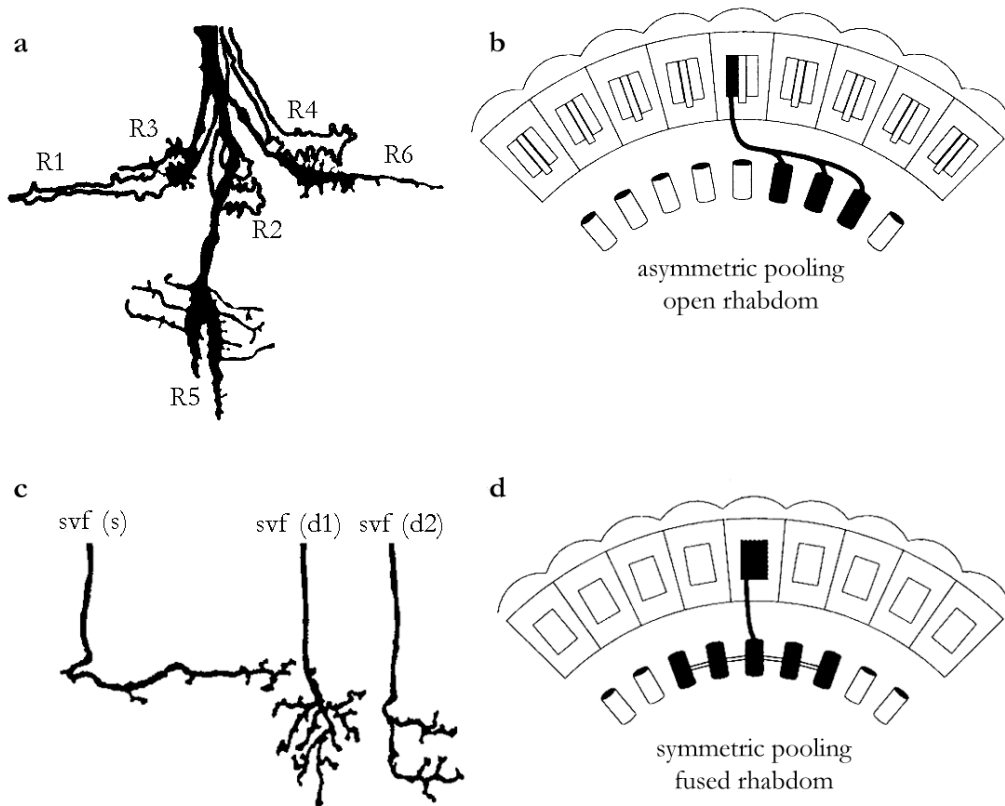 a
R3
R4
R1
R6
R2
R5
b
asymmetric pooling
open rhabdom
c
svf (s)
svf (d1)
svf (d2)
d
symmetric pooling
fused rhabdom